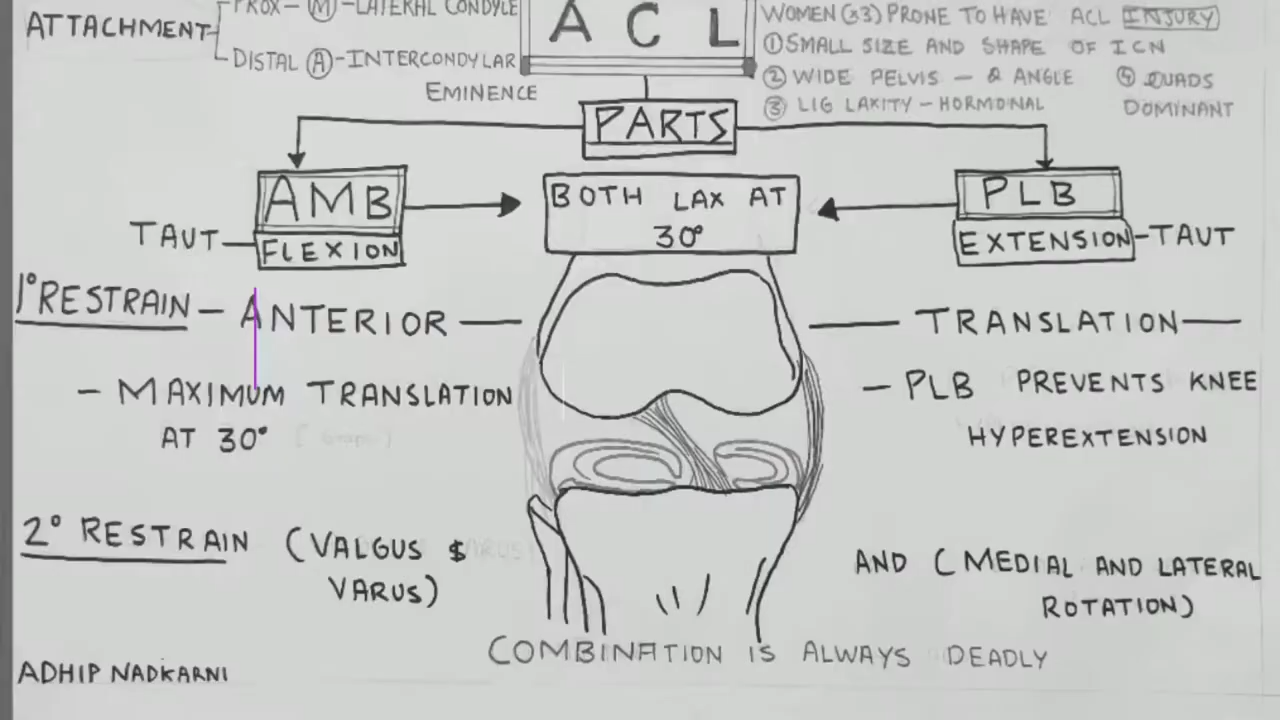 ATTACHMENT
PROX - (M) - LATERAL CONDYLE
DISTAL (A) - INTERCONDYLAR
EMINENCE
ACL
WOMEN (G3) PRONE TO HAVE ACL INJURY
① SMALL SIZE AND SHAPE OF ICN
② WIDE PELVIS - Q ANGLE ④ QUADS
③ LIG LAXITY - HORMONAL DOMINANT
PARTS
AMB
BOTH LAX AT
30°
PLB
TAUT - FLEXION
EXTENSION - TAUT
1° RESTRAIN - ANTERIOR - TRANSLATION -
- MAXIMUM TRANSLATION
AT 30°
- PLB PREVENTS KNEE
HYPEREXTENSION
2° RESTRAIN (VALGUS $
VARUS)
AND (MEDIAL AND LATERAL
ROTATION)
COMBINATION IS ALWAYS DEADLY
ADHIP NADKARNI